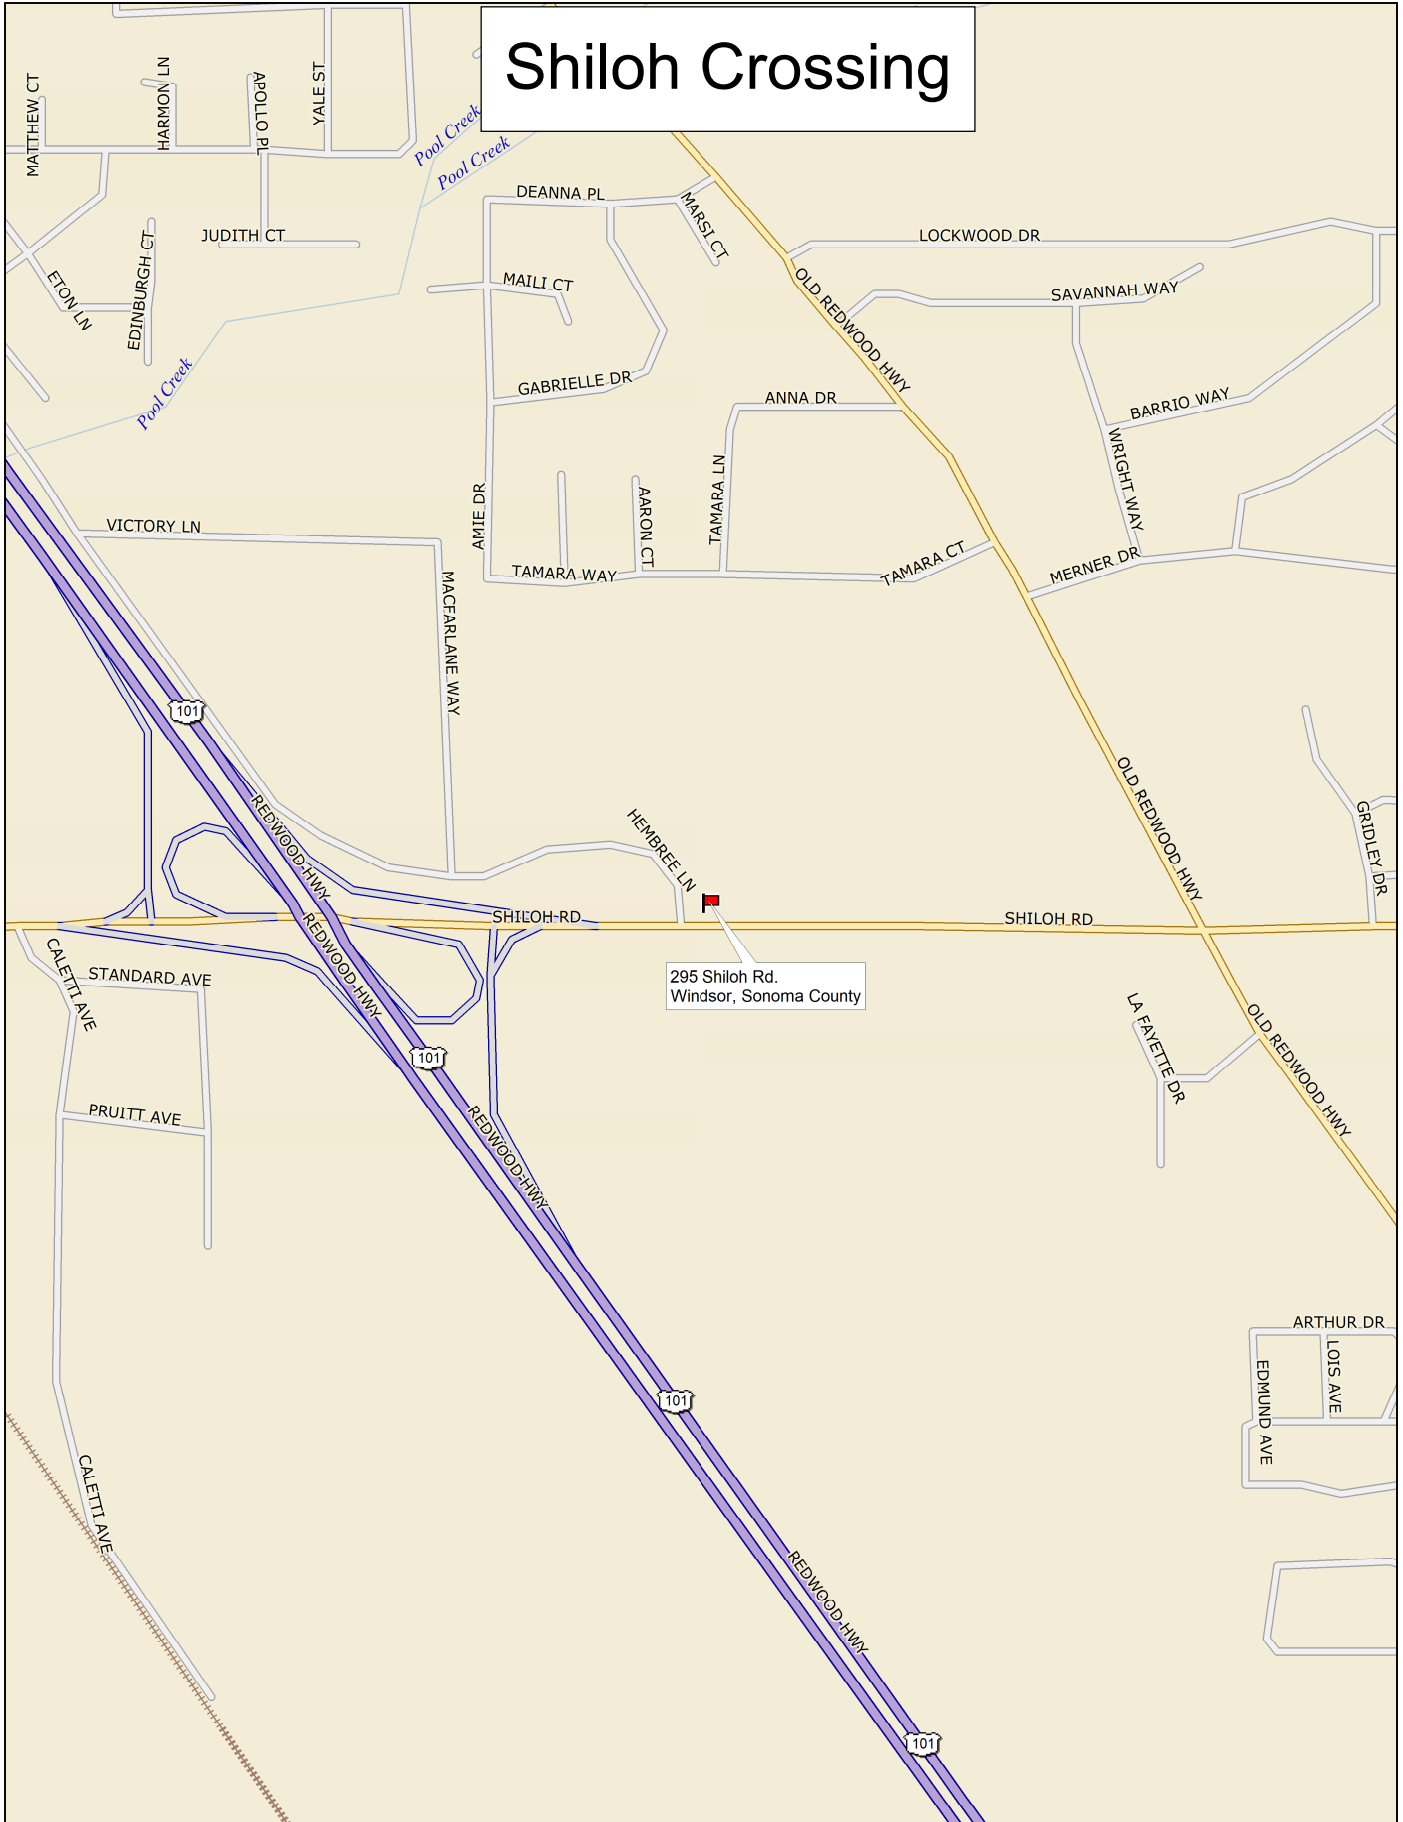 Shiloh Crossing
MATTHEW CT
HARMON LN
APOLLO PL
YALE ST
Pool Creek
Pool Creek
DEANNA PL
MARSI CT
JUDITH CT
EDINBURGH CT
ETON LN
LOCKWOOD DR
MAILI CT
OLD REDWOOD HWY
SAVANNAH WAY
Pool Creek
GABRIELLE DR
ANNA DR
BARRIO WAY
WRIGHT WAY
AMIE DR
AARON CT
TAMARA LN
VICTORY LN
TAMARA WAY
TAMARA CT
MERNER DR
MACFARLANE WAY
101
OLD REDWOOD HWY
REDWOOD HWY
HEMBREE LN
GRIDLEY DR
SHILOH RD
SHILOH RD
REDWOOD HWY
CALETTI AVE
STANDARD AVE
295 Shiloh Rd.
Windsor, Sonoma County
LA FAYETTE DR
OLD REDWOOD HWY
101
PRUITT AVE
REDWOOD HWY
ARTHUR DR
LOIS AVE
EDMUND AVE
101
CALETTI AVE
REDWOOD HWY
101